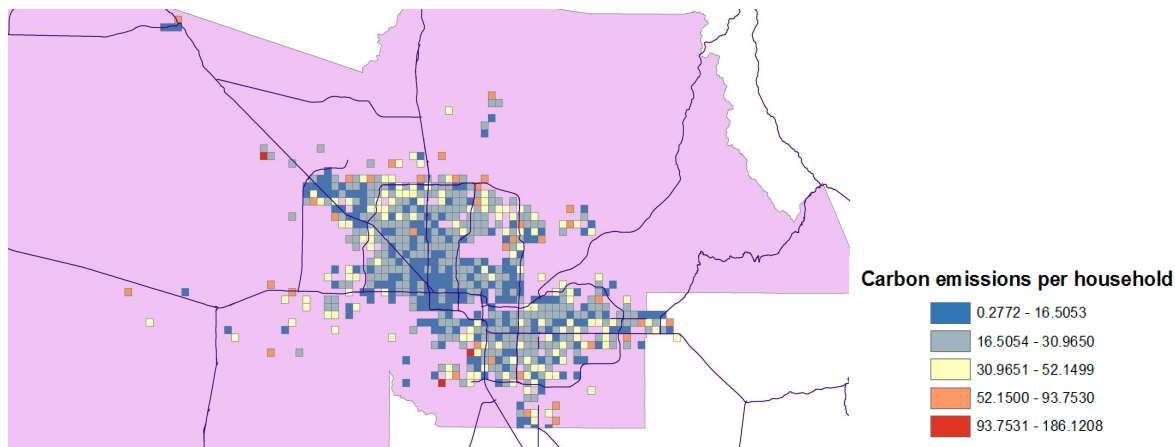 Carbon emissions per household
0.2772 - 16.5053
16.5054 - 30.9650
30.9651 - 52.1499
52.1500 - 93.7530
93.7531 - 186.1208